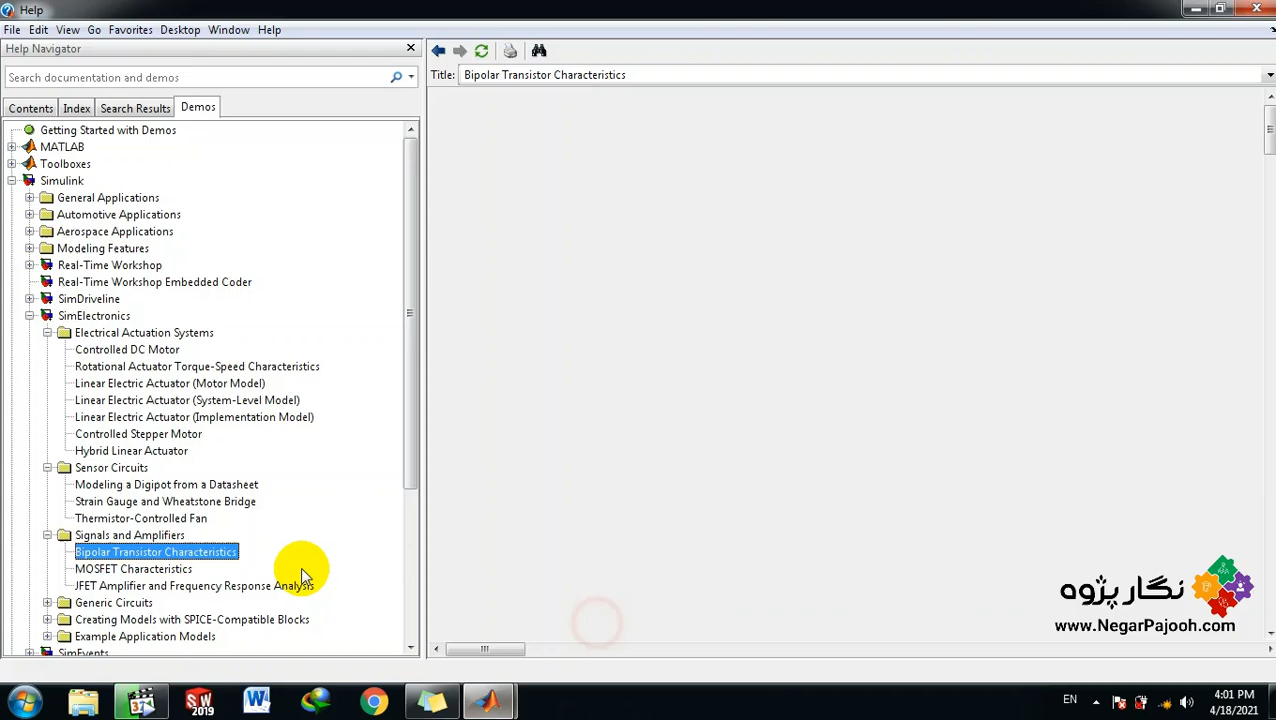 Help
File Edit View Go Favorites Desktop Window Help
Help Navigator
Search documentation and demos
Title: Bipolar Transistor Characteristics
Contents Index Search Results Demos
Getting Started with Demos
MATLAB
Toolboxes
Simulink
General Applications
Automotive Applications
Aerospace Applications
Modeling Features
Real-Time Workshop
Real-Time Workshop Embedded Coder
SimDriveline
SimElectronics
Electrical Actuation Systems
Controlled DC Motor
Rotational Actuator Torque-Speed Characteristics
Linear Electric Actuator (Motor Model)
Linear Electric Actuator (System-Level Model)
Linear Electric Actuator (Implementation Model)
Controlled Stepper Motor
Hybrid Linear Actuator
Sensor Circuits
Modeling a Digipot from a Datasheet
Strain Gauge and Wheatstone Bridge
Thermistor-Controlled Fan
Signals and Amplifiers
Bipolar Transistor Characteristics
MOSFET Characteristics
JFET Amplifier and Frequency Response Analysis
Generic Circuits
Creating Models with SPICE-Compatible Blocks
Example Application Models
SimEvents
نگار پژوه
www.NegarPajooh.com
SW
2019
W
EN
4:01 PM
4/18/2021